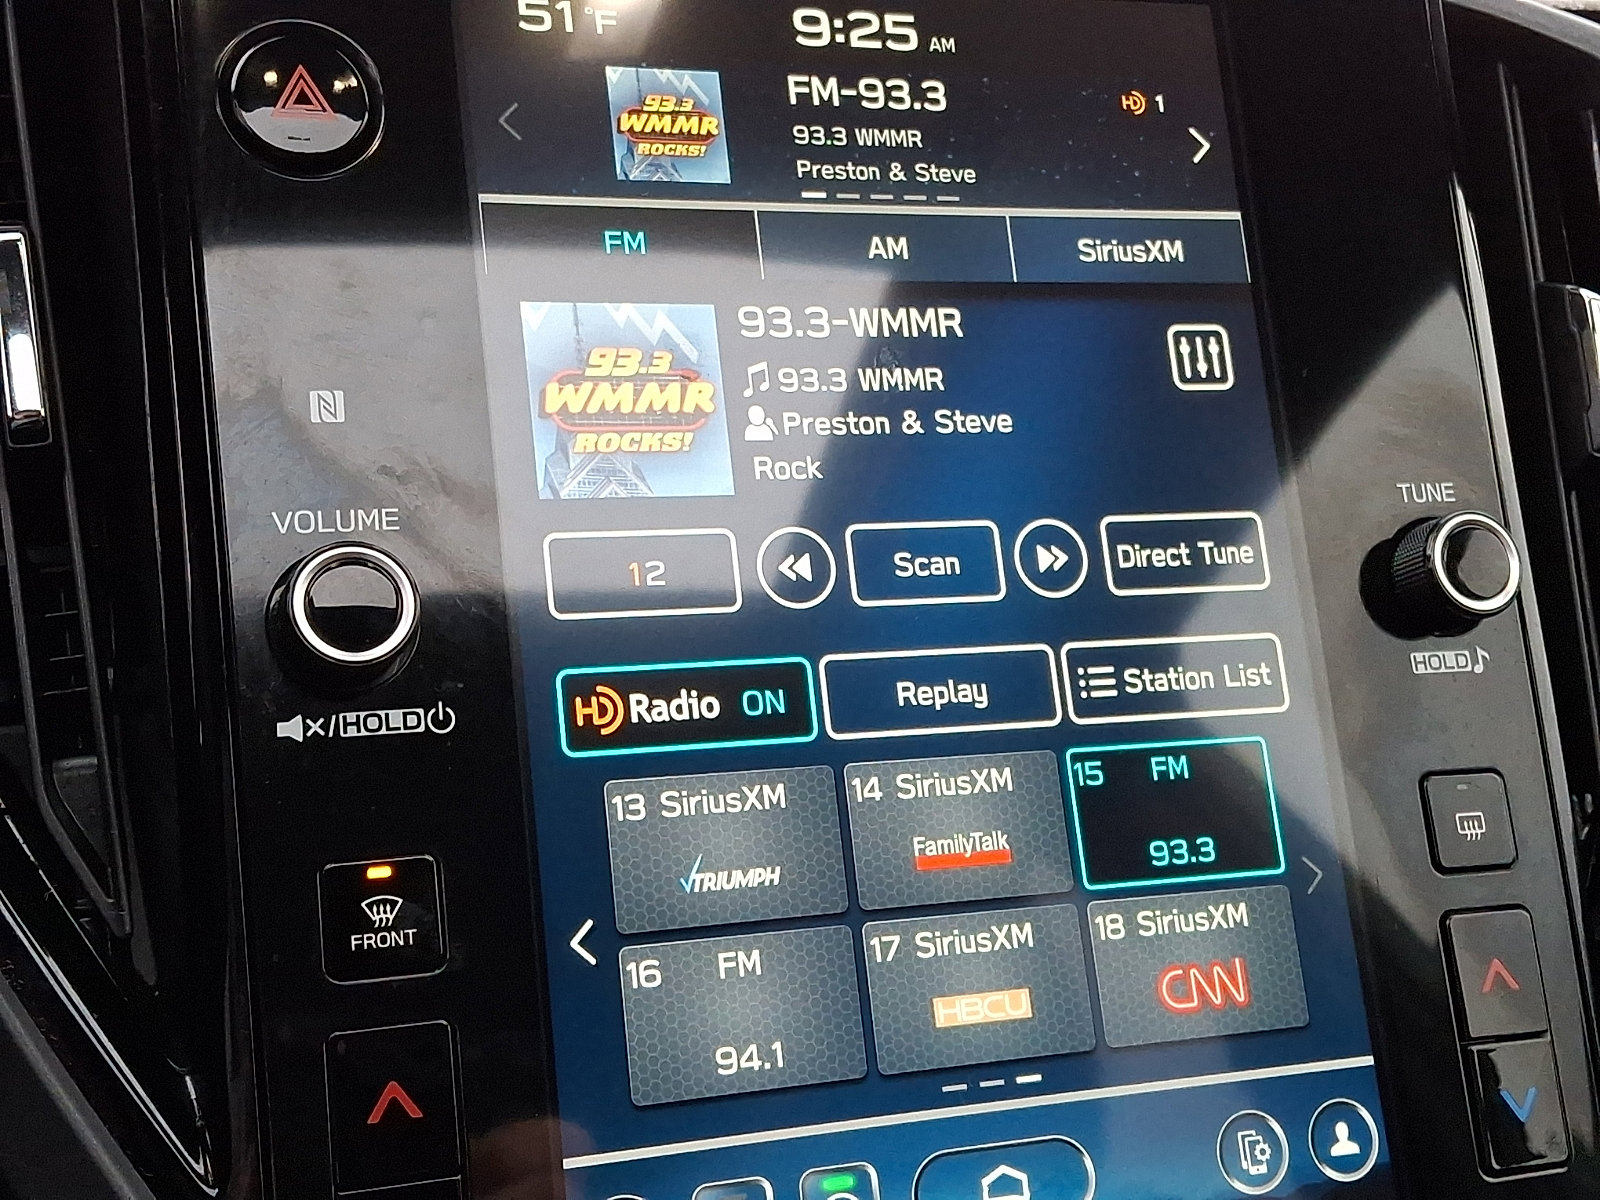 51°F
9:25 AM
93.3
WMMR
ROCKS!
FM-93.3
93.3 WMMR
Preston & Steve
HD 1
FM
AM
SiriusXM
93.3
WMMR
ROCKS!
93.3-WMMR
93.3 WMMR
Preston & Steve
Rock
VOLUME
TUNE
12
Scan
Direct Tune
HOLD
HD Radio ON
Replay
Station List
×/HOLD
13 SiriusXM
TRIUMPH
14 SiriusXM
FamilyTalk
15 FM
93.3
FRONT
16 FM
94.1
17 SiriusXM
HBCU
18 SiriusXM
CNN